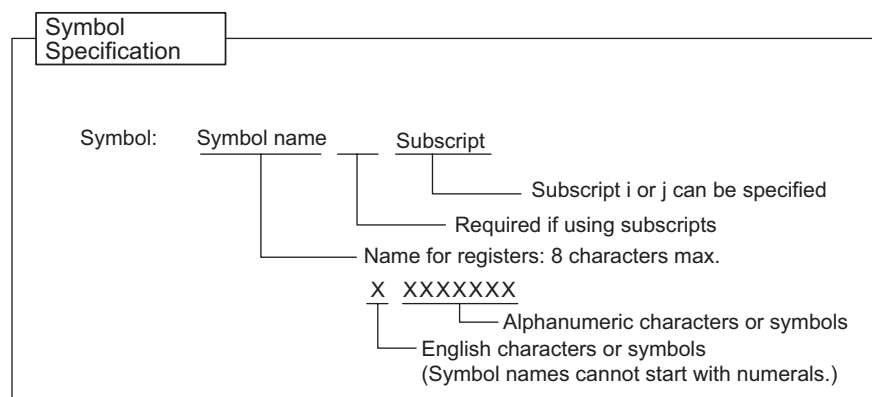 Symbol
Specification
Symbol: Symbol name Subscript
Subscript i or j can be specified
Required if using subscripts
Name for registers: 8 characters max.
X XXXXXXX
Alphanumeric characters or symbols
English characters or symbols
(Symbol names cannot start with numerals.)